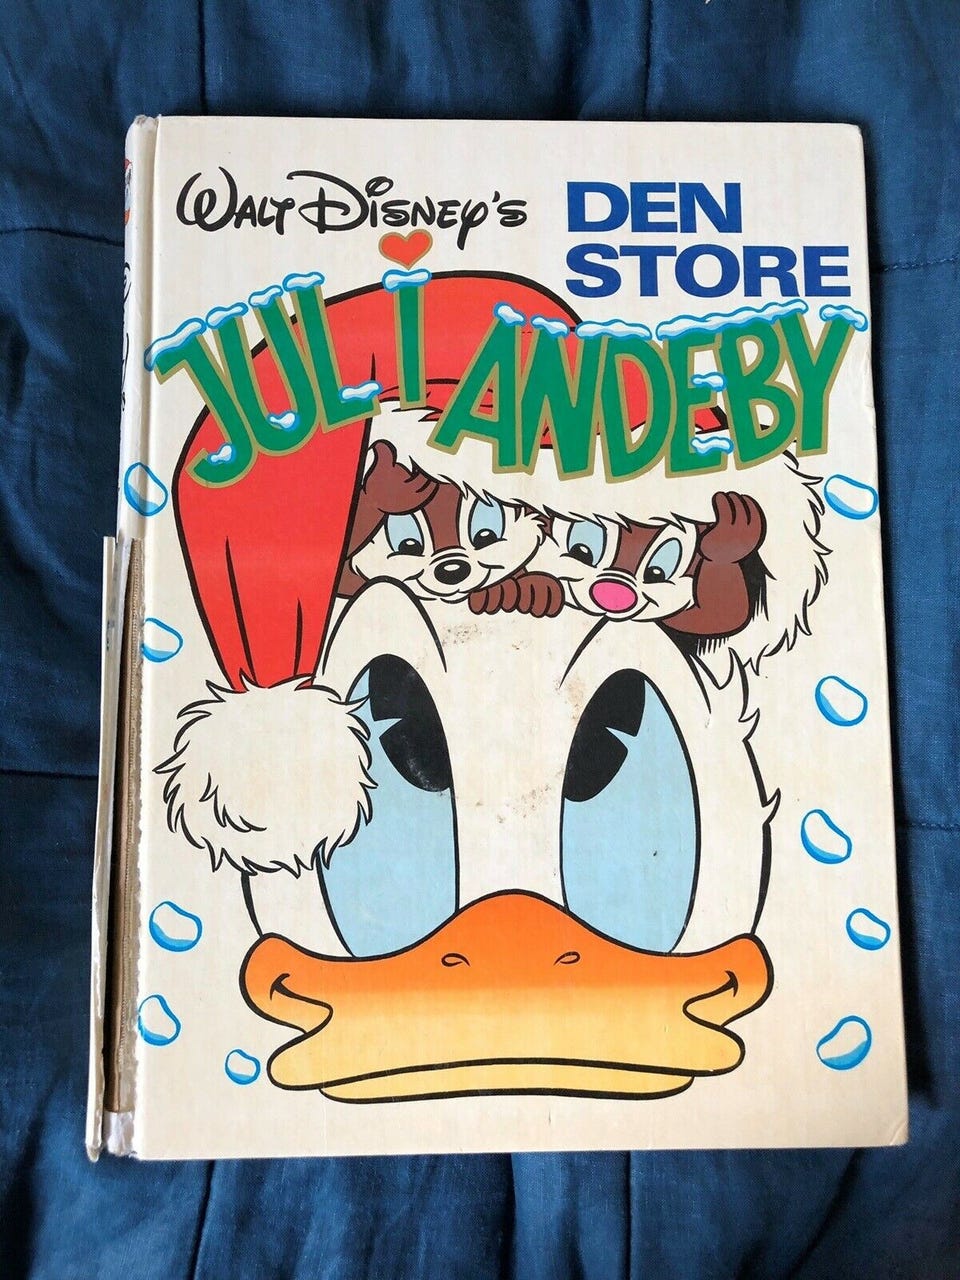 WALT DISNEY'S
DEN
STORE
JUL I ANDEBY